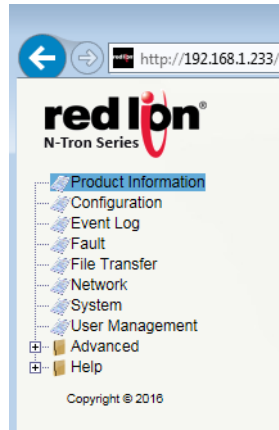 http://192.168.1.233/
red lion®
N-Tron Series
Product Information
Configuration
Event Log
Fault
File Transfer
Network
System
User Management
Advanced
Help
Copyright © 2016